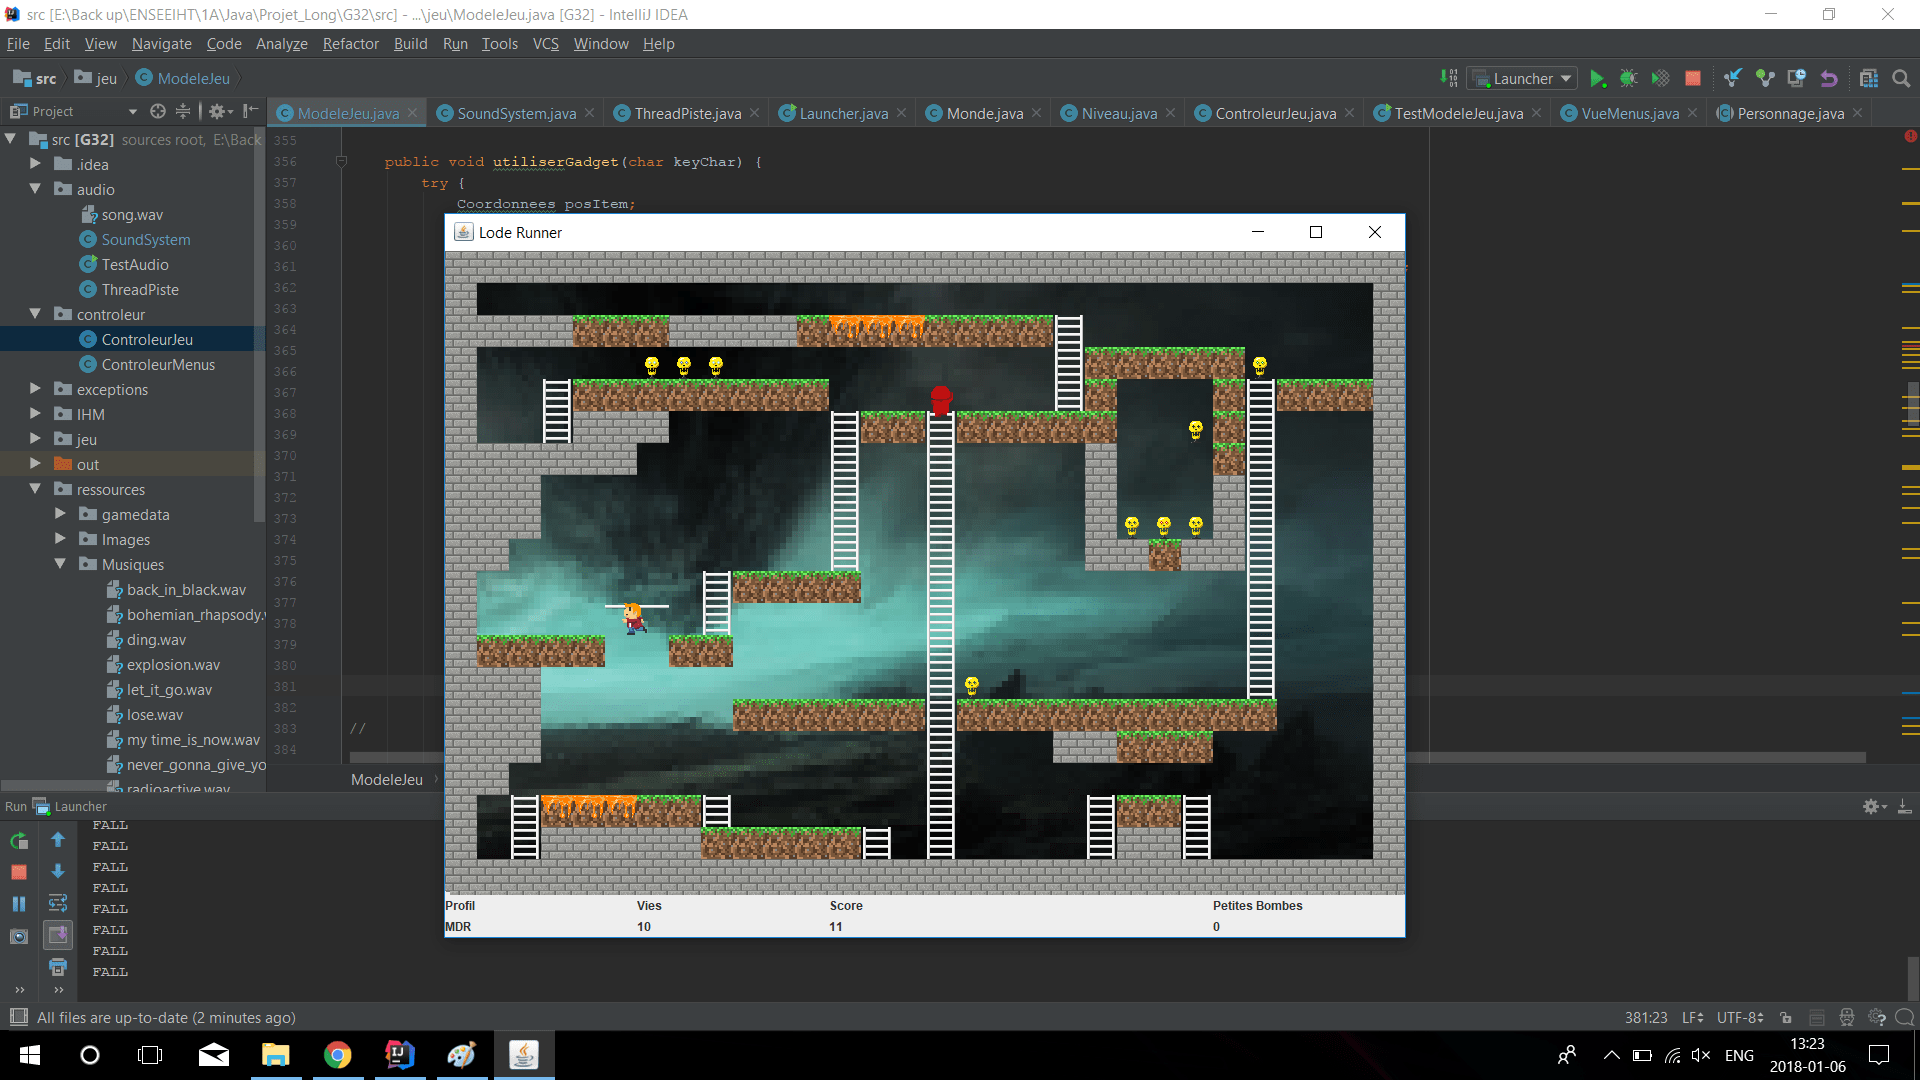 src [E:\Back up\ENSEEIHT\1A\Java\Projet_Long\G32\src] - ...\jeu\ModeleJeu.java [G32] - IntelliJ IDEA
File Edit View Navigate Code Analyze Refactor Build Run Tools VCS Window Help
src jeu ModeleJeu
Launcher
Project
ModeleJeu.java SoundSystem.java ThreadPiste.java Launcher.java Monde.java Niveau.java ControleurJeu.java TestModeleJeu.java VueMenus.java Personnage.java
src [G32] sources root, E:\Back
.idea
audio
song.wav
SoundSystem
TestAudio
ThreadPiste
controleur
ControleurJeu
ControleurMenus
exceptions
IHM
jeu
out
ressources
gamedata
Images
Musiques
back_in_black.wav
bohemian_rhapsody.
ding.wav
explosion.wav
let_it_go.wav
lose.wav
my time_is_now.wav
never_gonna_give_yo
radioactive.wav
355
356 public void utiliserGadget(char keyChar) {
357 try {
358 Coordonnees posItem;
359
360
361
362
363
364
365
366
367
368
369
370
371
372
373
374
375
376
377
378
379
380
381
382
383 //
384
ModeleJeu
Lode Runner
Profil Vies Score Petites Bombes
MDR 10 11 0
Run Launcher
FALL
FALL
FALL
FALL
FALL
FALL
FALL
FALL
All files are up-to-date (2 minutes ago)
381:23 LF UTF-8
ENG
13:23
2018-01-06